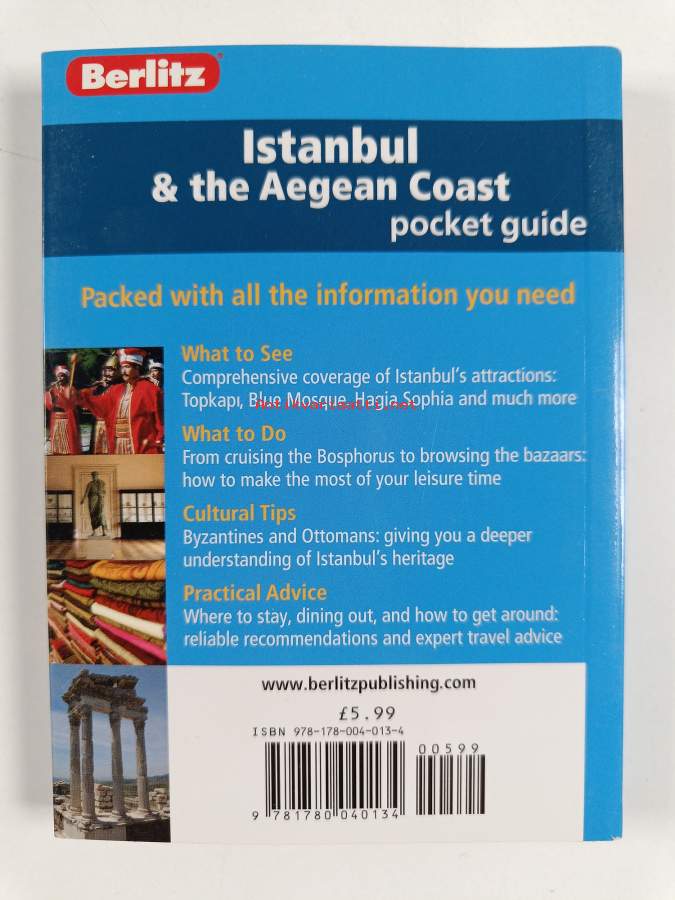 Berlitz
Istanbul
& the Aegean Coast
pocket guide
Packed with all the information you need
What to See
Comprehensive coverage of Istanbul's attractions:
Topkapı, Blue Mosque, Hagia Sophia and much more
What to Do
From cruising the Bosphorus to browsing the bazaars:
how to make the most of your leisure time
Cultural Tips
Byzantines and Ottomans: giving you a deeper
understanding of Istanbul's heritage
Practical Advice
Where to stay, dining out, and how to get around:
reliable recommendations and expert travel advice
www.berlitzpublishing.com
£5.99
ISBN 978-178-004-013-4
00599
9 781780 040134